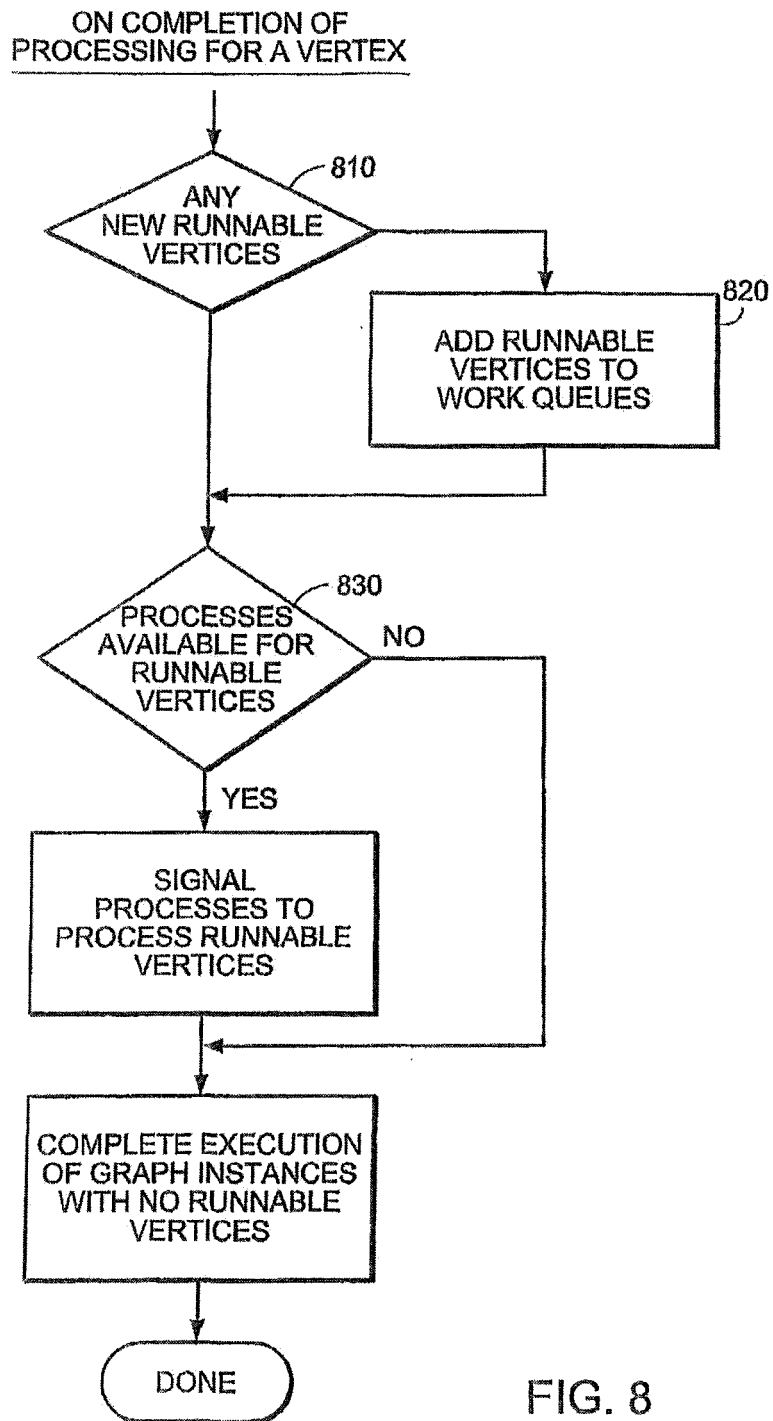 ON COMPLETION OF
PROCESSING FOR A VERTEX
810
ANY
NEW RUNNABLE
VERTICES
820
ADD RUNNABLE
VERTICES TO
WORK QUEUES
830
PROCESSES
AVAILABLE FOR
RUNNABLE
VERTICES
NO
YES
SIGNAL
PROCESSES TO
PROCESS RUNNABLE
VERTICES
COMPLETE EXECUTION
OF GRAPH INSTANCES
WITH NO RUNNABLE
VERTICES
DONE
FIG. 8